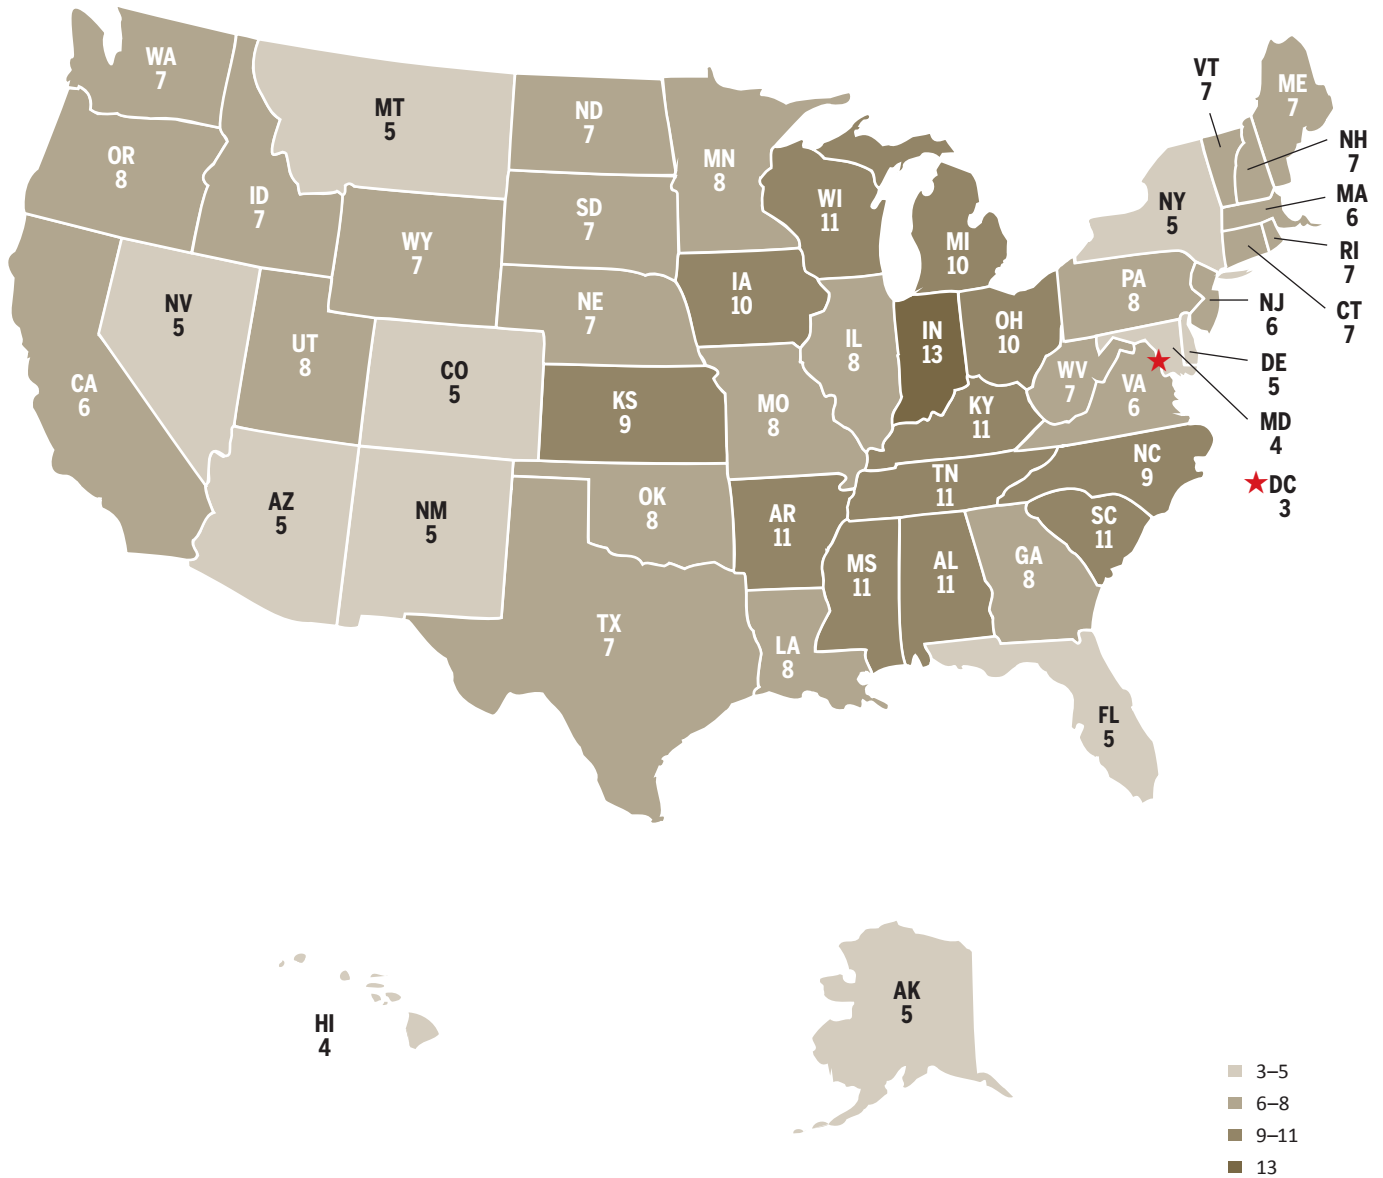 WA
7
MT
5
ND
7
MN
8
VT
7
ME
7
OR
8
ID
7
SD
7
WI
11
NH
7
WY
7
MI
10
NY
5
MA
6
RI
7
NV
5
UT
8
NE
7
IA
10
IL
8
IN
13
OH
10
PA
8
NJ
6
CT
7
CA
6
CO
5
KS
9
MO
8
KY
11
WV
7
VA
6
DE
5
MD
4
DC
3
AZ
5
NM
5
OK
8
AR
11
TN
11
NC
9
SC
11
MS
11
AL
11
GA
8
TX
7
LA
8
FL
5
HI
4
AK
5
3–5
6–8
9–11
13